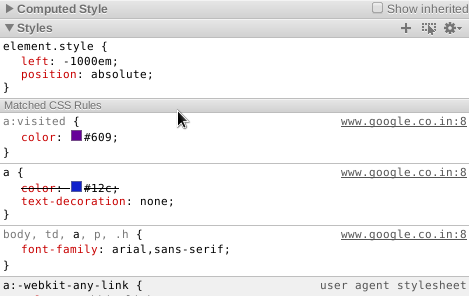 Computed Style Show inherited
Styles
element.style {
left: -1000em;
position: absolute;
}
Matched CSS Rules
a:visited { www.google.co.in:8
color: #609;
}
a { www.google.co.in:8
color: #12c;
text-decoration: none;
}
body, td, a, p, .h { www.google.co.in:8
font-family: arial,sans-serif;
}
a:-webkit-any-link { user agent stylesheet